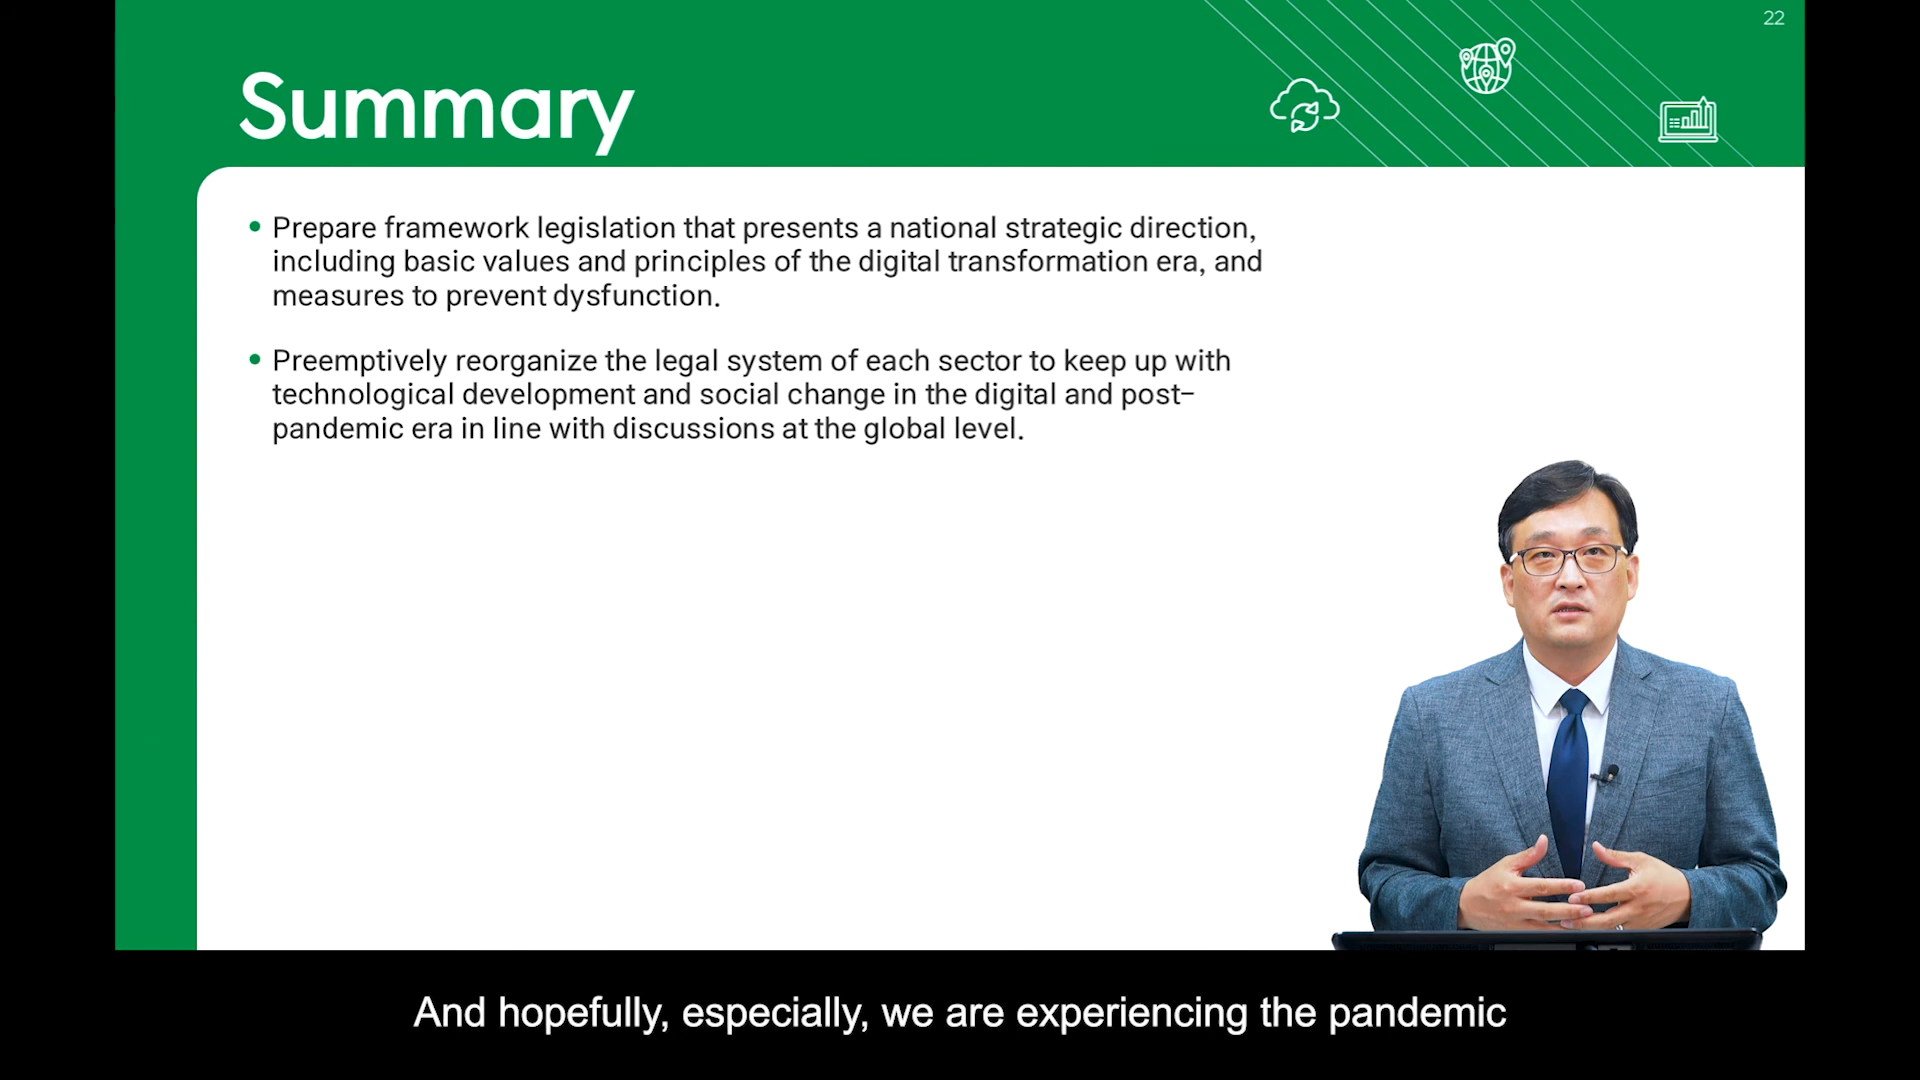 22
Summary
• Prepare framework legislation that presents a national strategic direction,
including basic values and principles of the digital transformation era, and
measures to prevent dysfunction.
• Preemptively reorganize the legal system of each sector to keep up with
technological development and social change in the digital and post-
pandemic era in line with discussions at the global level.
And hopefully, especially, we are experiencing the pandemic